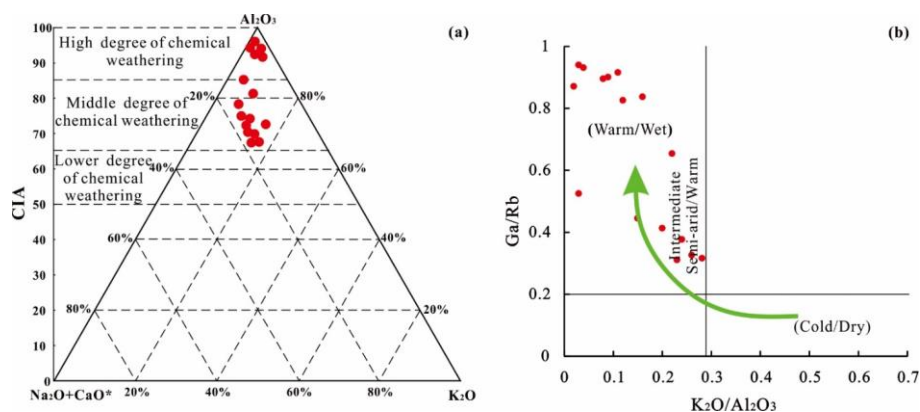 Al₂O₃
(a)
100
90
80
70
60
50
40
30
20
10
0
CIA
High degree of chemical
weathering
Middle degree of
chemical weathering
Lower degree
of chemical
weathering
20%
80%
40%
60%
60%
40%
80%
20%
Na₂O+CaO*
20%
40%
60%
80%
K₂O
(b)
1
0.8
0.6
0.4
0.2
0
Ga/Rb
(Warm/Wet)
Intermediate
Semi-arid/Warm
(Cold/Dry)
0
0.1
0.2
0.3
0.4
0.5
0.6
0.7
K₂O/Al₂O₃